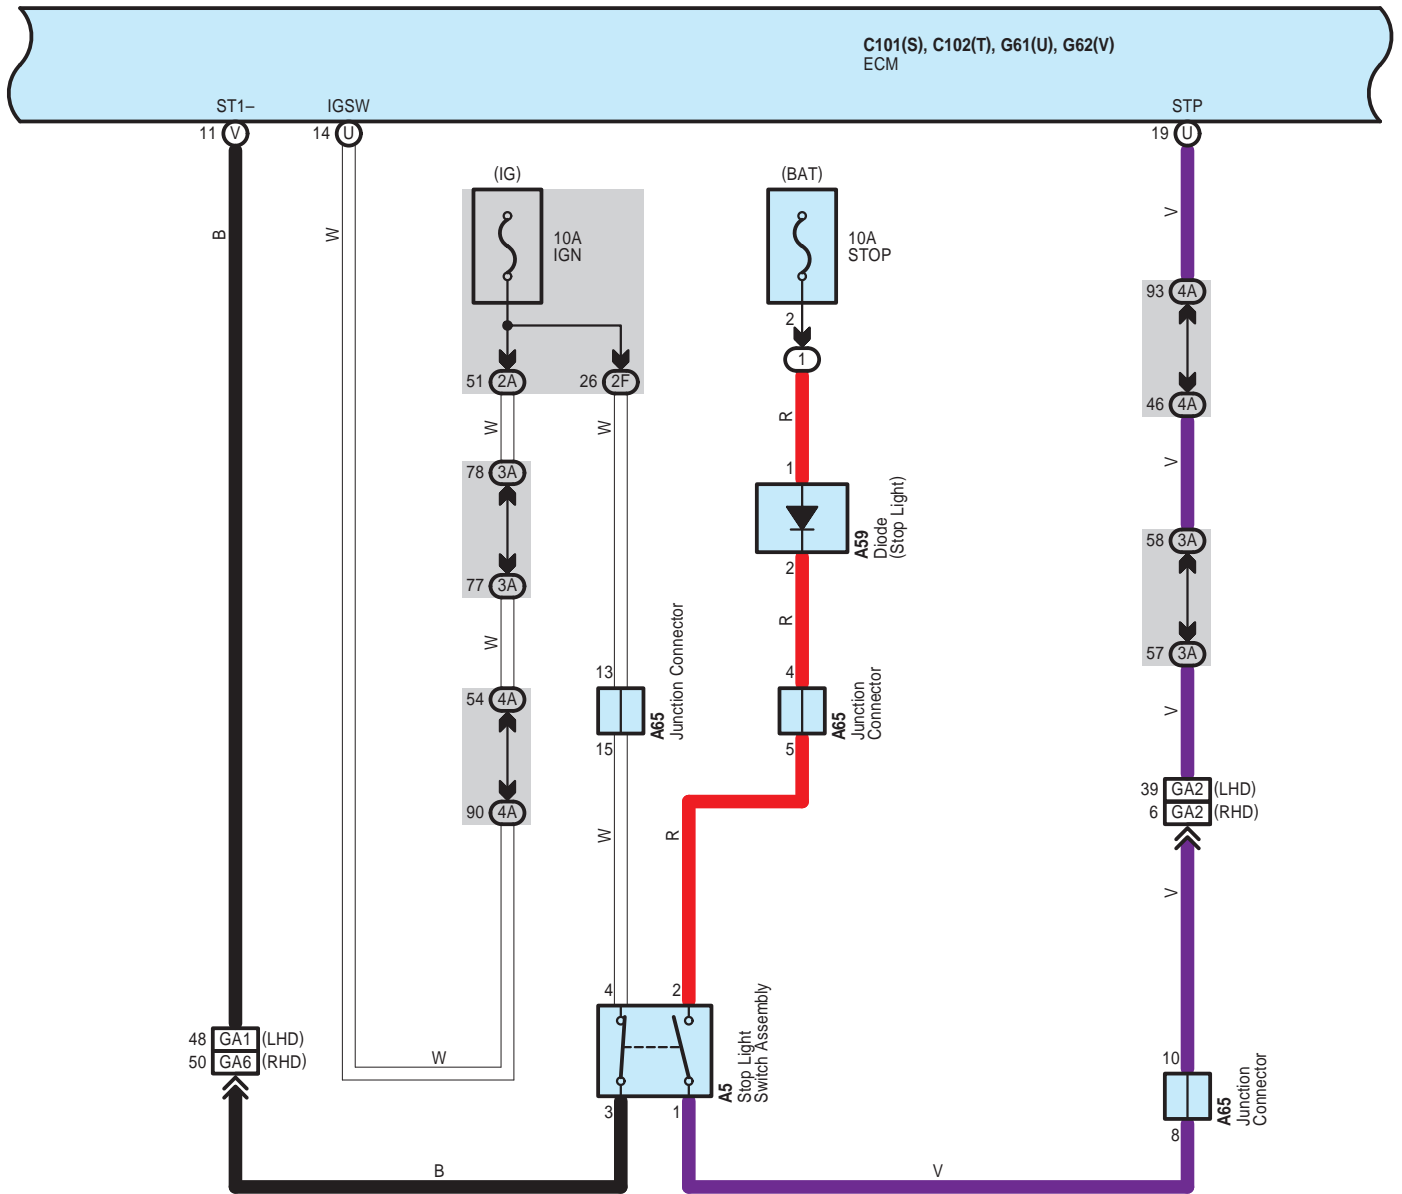 C101(S), C102(T), G61(U), G62(V)
ECM
ST1–
IGSW
STP
11 V
14 U
19 U
(IG)
(BAT)
10A
IGN
10A
STOP
B
W
V
93 4A
2
1
51 2A
26 2F
46 4A
W
W
R
V
78 3A
1
A59
Diode
(Stop Light)
58 3A
77 3A
2
W
R
57 3A
13
A65
Junction Connector
4
A65
Junction
Connector
54 4A
V
15
5
39 GA2 (LHD)
6 GA2 (RHD)
90 4A
W
R
V
4
2
A5
Stop Light
Switch Assembly
48 GA1 (LHD)
50 GA6 (RHD)
W
10
A65
Junction
Connector
3
1
8
B
V